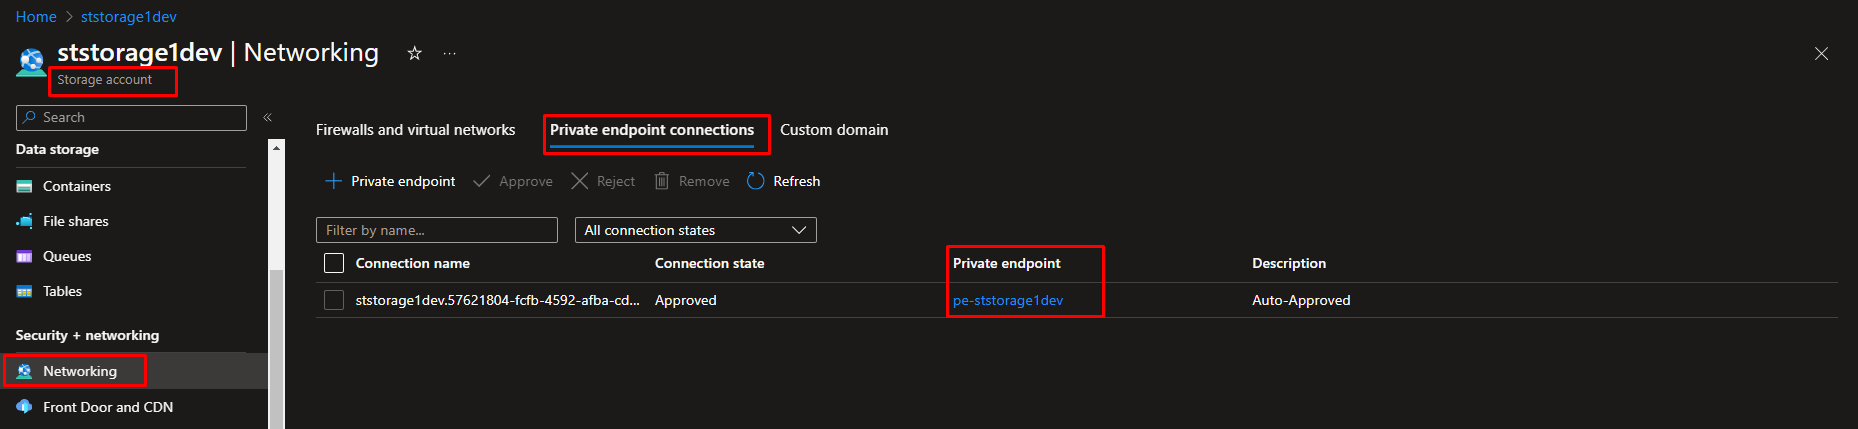 Home > ststorage1dev
ststorage1dev | Networking ☆ ...
Storage account
Search «
Data storage
Containers
File shares
Queues
Tables
Security + networking
Networking
Front Door and CDN
Firewalls and virtual networks Private endpoint connections Custom domain
+ Private endpoint Approve Reject Remove Refresh
Filter by name... All connection states
Connection name Connection state Private endpoint Description
ststorage1dev.57621804-fcfb-4592-afba-cd... Approved pe-ststorage1dev Auto-Approved